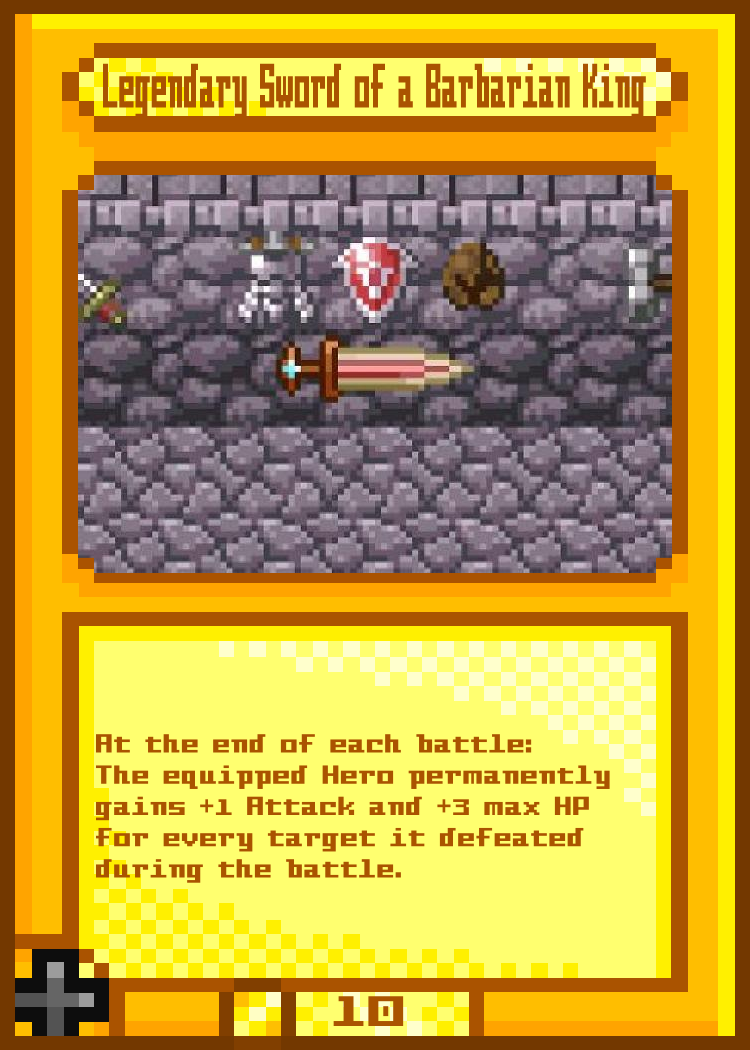 Legendary Sword of a Barbarian King
At the end of each battle:
The equipped Hero permanently
gains +1 Attack and +3 max HP
for every target it defeated
during the battle.
10